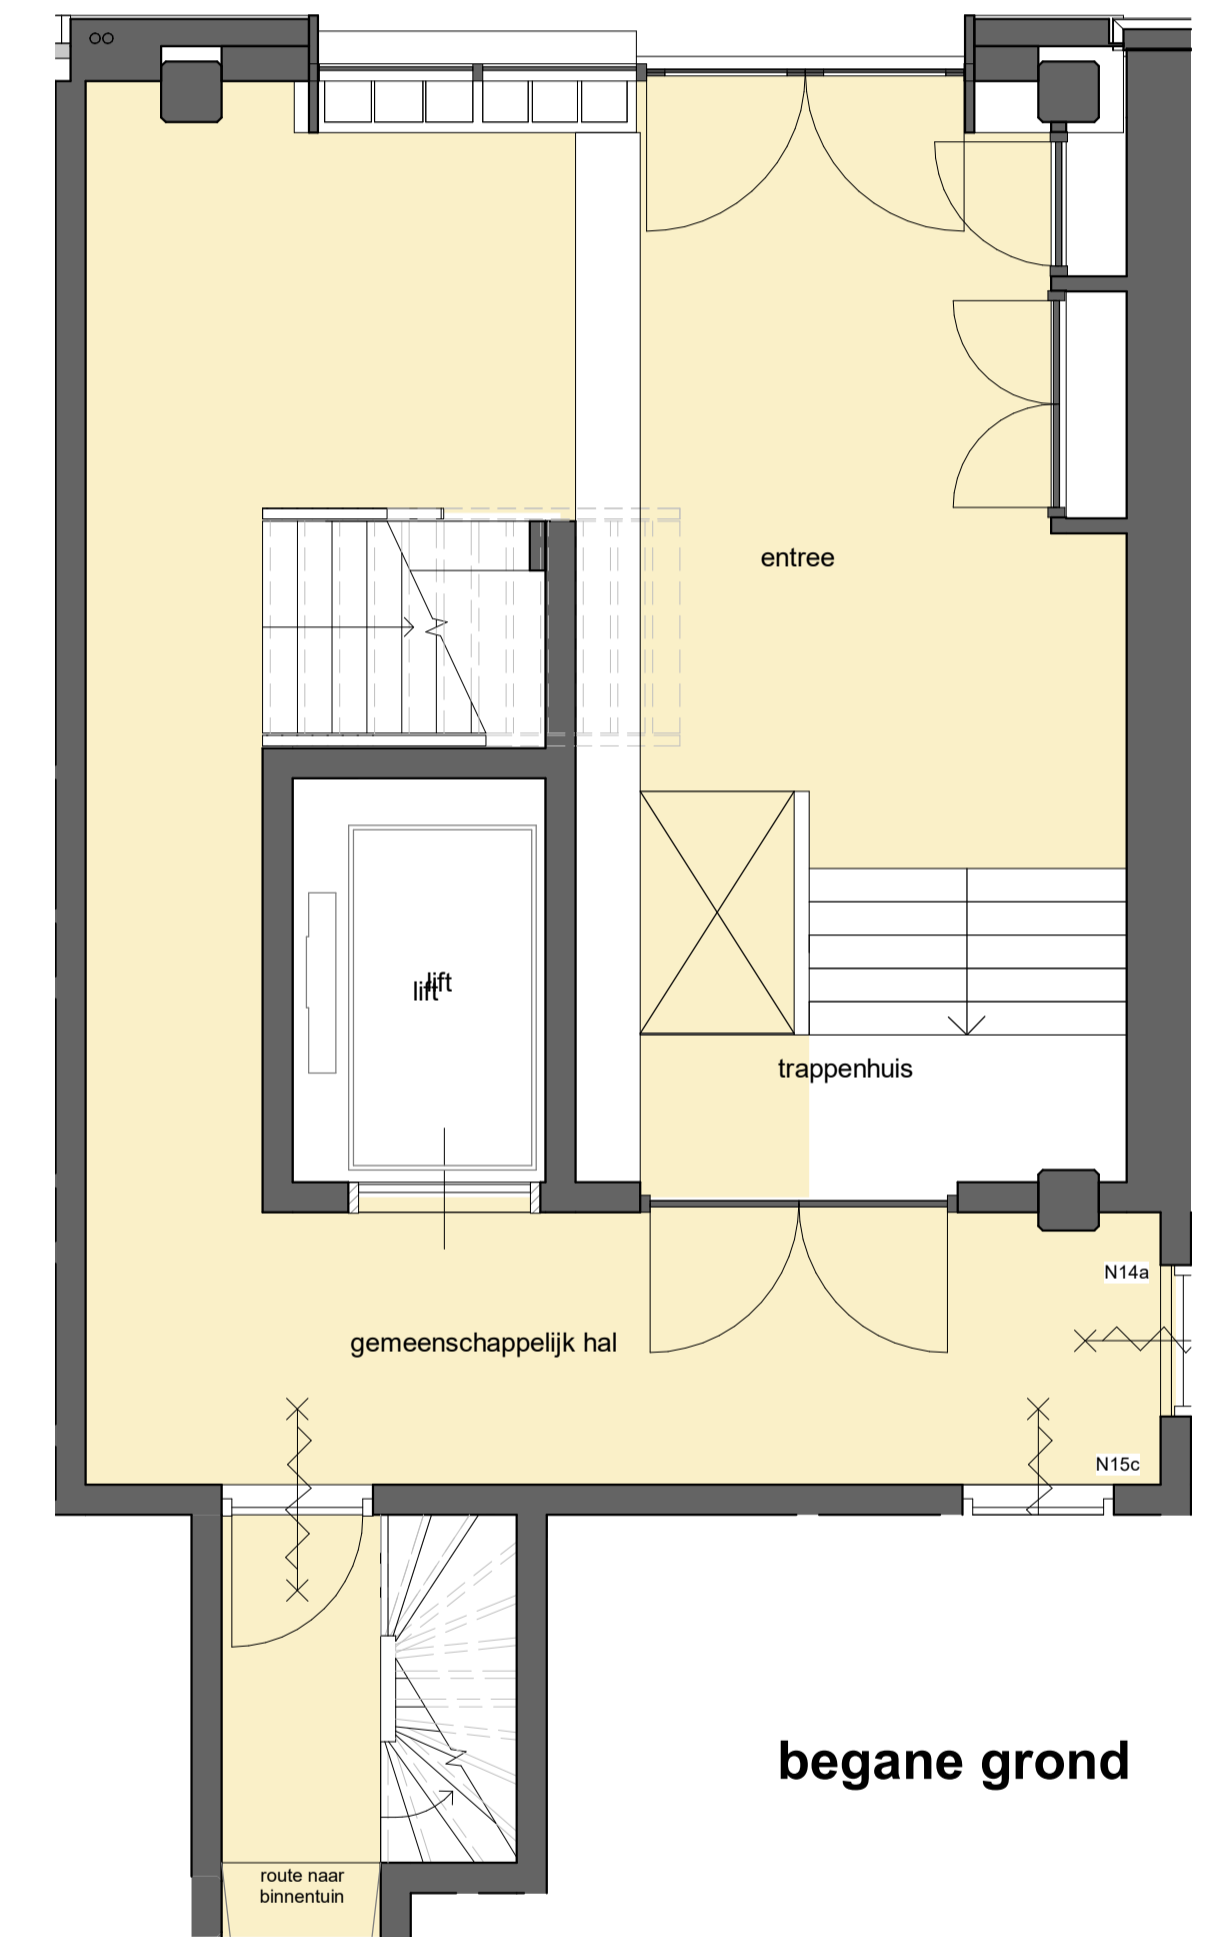 entree
lift
lift
trappenhuis
N14a
gemeenschappelijk hal
N15c
begane grond
route naar
binnentuin